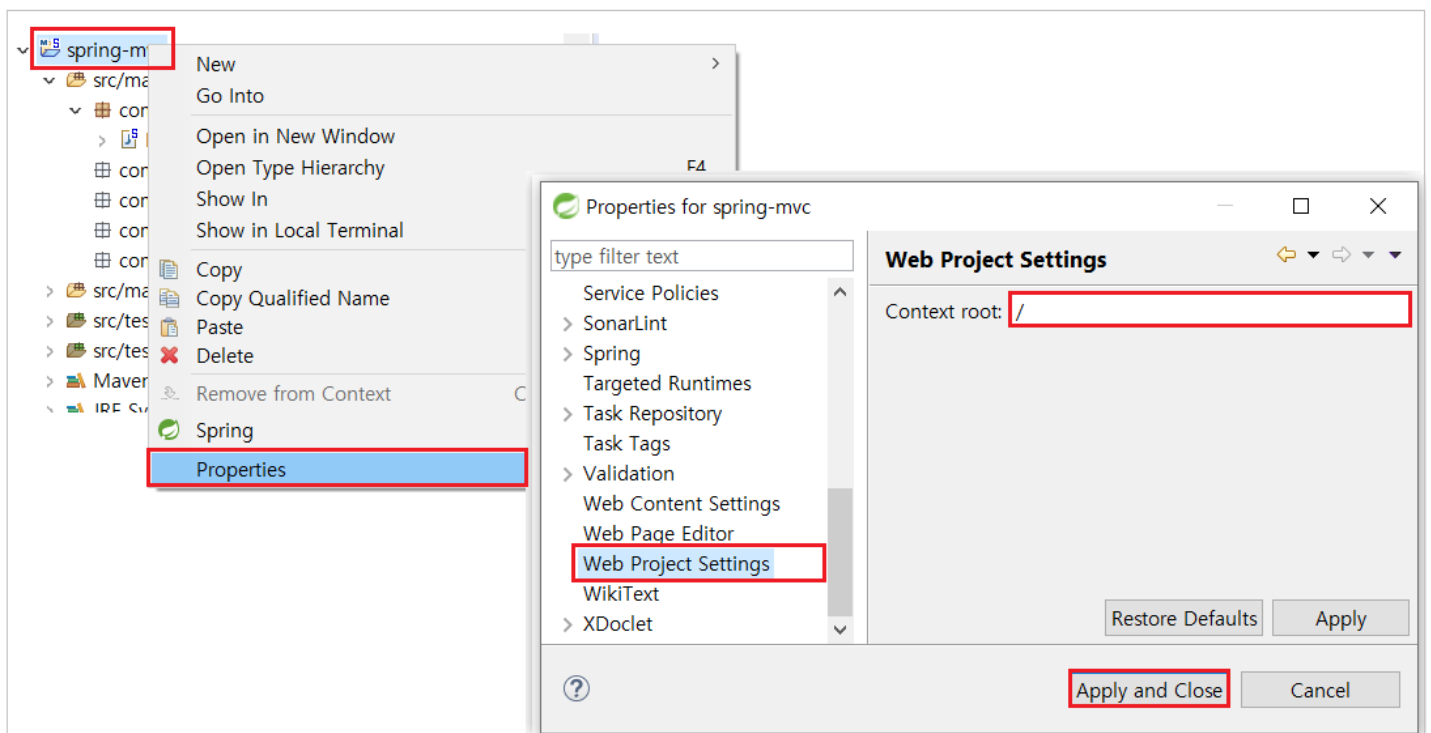 spring-m
src/ma
con
con
con
con
con
src/ma
src/tes
src/tes
Maven
JRE Sy
New
Go Into
Open in New Window
Open Type Hierarchy F4
Show In
Show in Local Terminal
Copy
Copy Qualified Name
Paste
Delete
Remove from Context C
Spring
Properties
Properties for spring-mvc
type filter text
Service Policies
SonarLint
Spring
Targeted Runtimes
Task Repository
Task Tags
Validation
Web Content Settings
Web Page Editor
Web Project Settings
WikiText
XDoclet
Web Project Settings
Context root: /
Restore Defaults Apply
Apply and Close Cancel